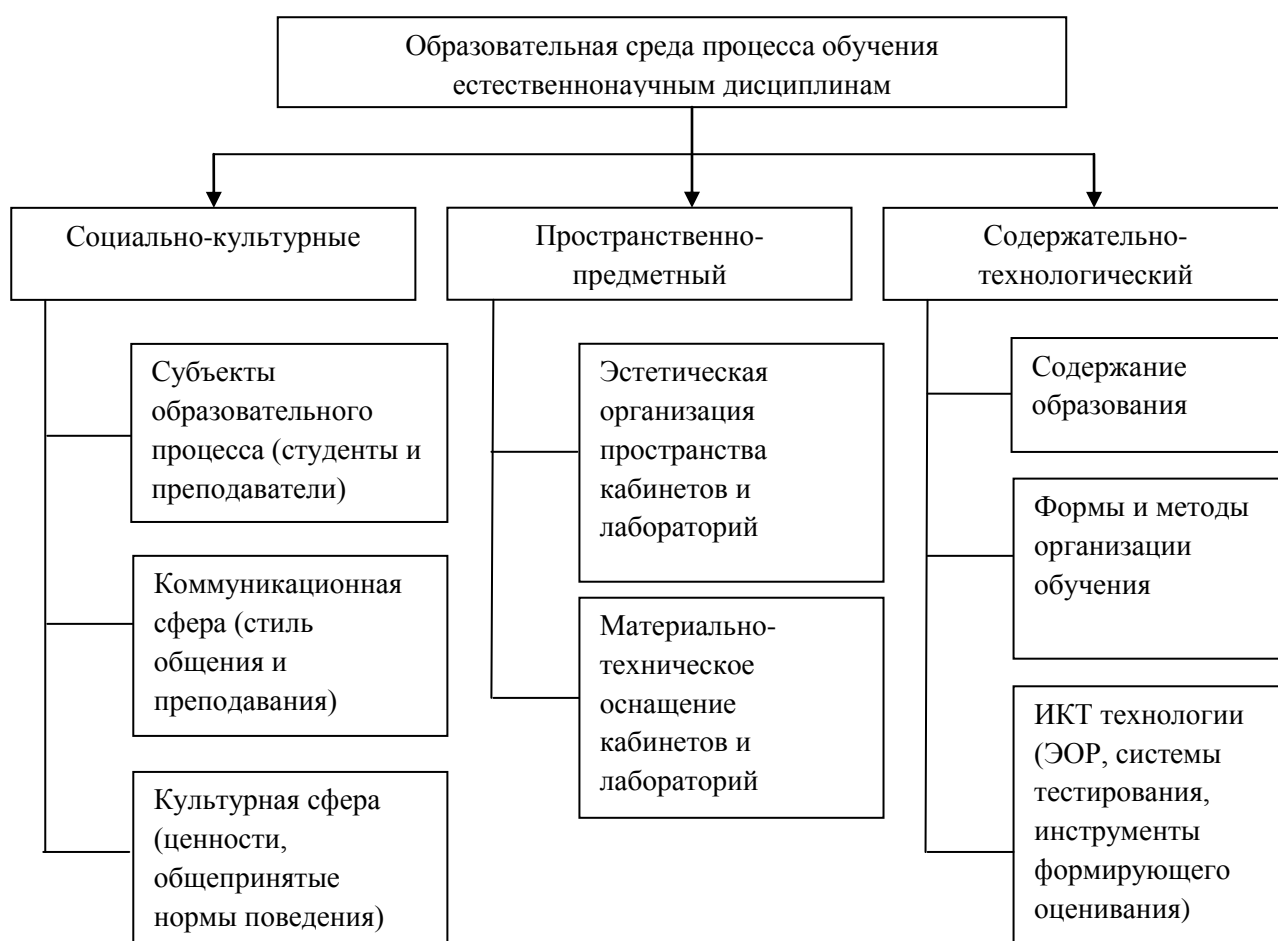 Образовательная среда процесса обучения
естественнонаучным дисциплинам
Социально-культурные
Пространственно-
предметный
Содержательно-
технологический
Субъекты
образовательного
процесса (студенты и
преподаватели)
Коммуникационная
сфера (стиль
общения и
преподавания)
Культурная сфера
(ценности,
общепринятые
нормы поведения)
Эстетическая
организация
пространства
кабинетов и
лабораторий
Материально-
техническое
оснащение
кабинетов и
лабораторий
Содержание
образования
Формы и методы
организации
обучения
ИКТ технологии
(ЭОР, системы
тестирования,
инструменты
формирующего
оценивания)